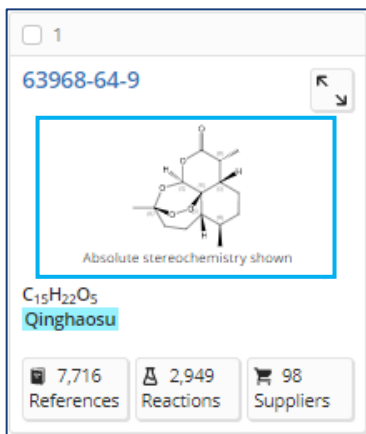 1
63968-64-9
O
O
H
H
O
O
O
H
Absolute stereochemistry shown
C₁₅H₂₂O₅
Qinghaosu
7,716 References
2,949 Reactions
98 Suppliers